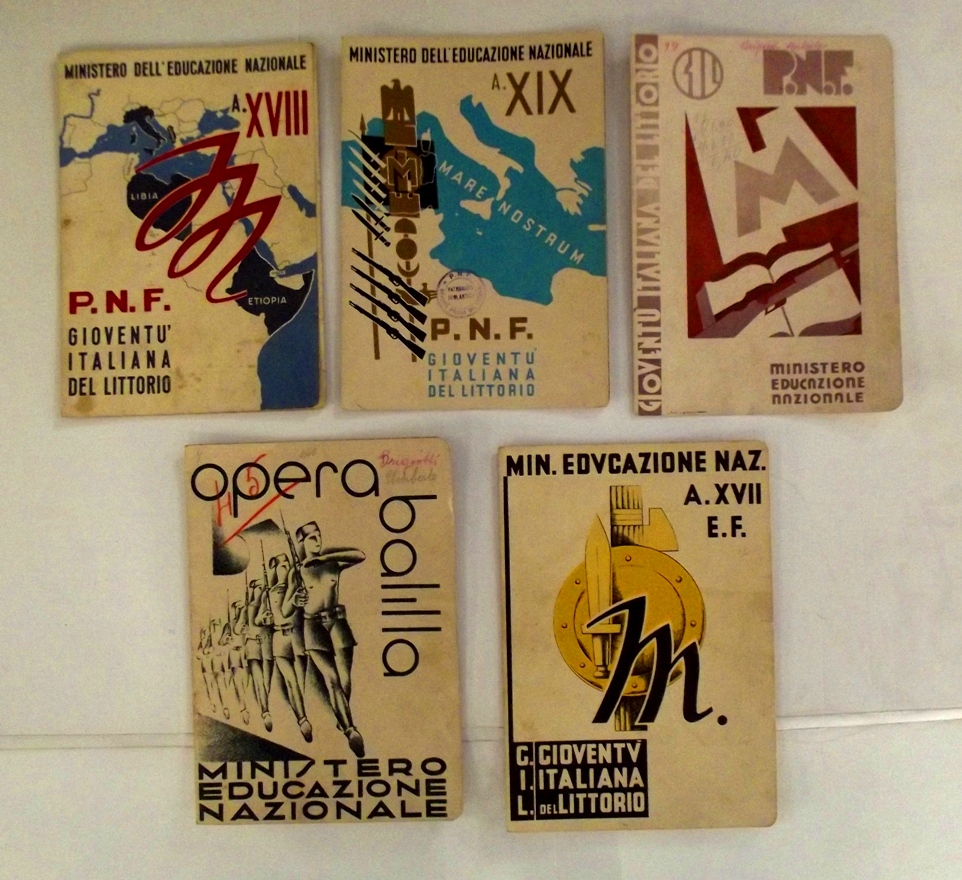 MINISTERO DELL'EDUCAZIONE NAZIONALE
A. XVIII
LIBIA
ETIOPIA
P. N. F.
GIOVENTU'
ITALIANA
DEL LITTORIO
MINISTERO DELL'EDUCAZIONE NAZIONALE
A. XIX
MARE NOSTRUM
P. N. F.
GIOVENTU'
ITALIANA
DEL LITTORIO
GIOVENTU ITALIANA DEL LITTORIO
GIL
P.N.F.
M
MINISTERO
EDUCAZIONE
NAZIONALE
opera
balilla
5
MINISTERO
EDUCAZIONE
NAZIONALE
MIN. EDVCAZIONE NAZ.
A. XVII
E.F.
m.
G. GIOVENTV
I. ITALIANA
L. DEL LITTORIO